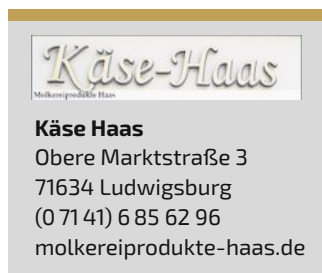 Käse-Haas
Molkereiprodukte Haas
Käse Haas
Obere Marktstraße 3
71634 Ludwigsburg
(0 71 41) 6 85 62 96
molkereiprodukte-haas.de